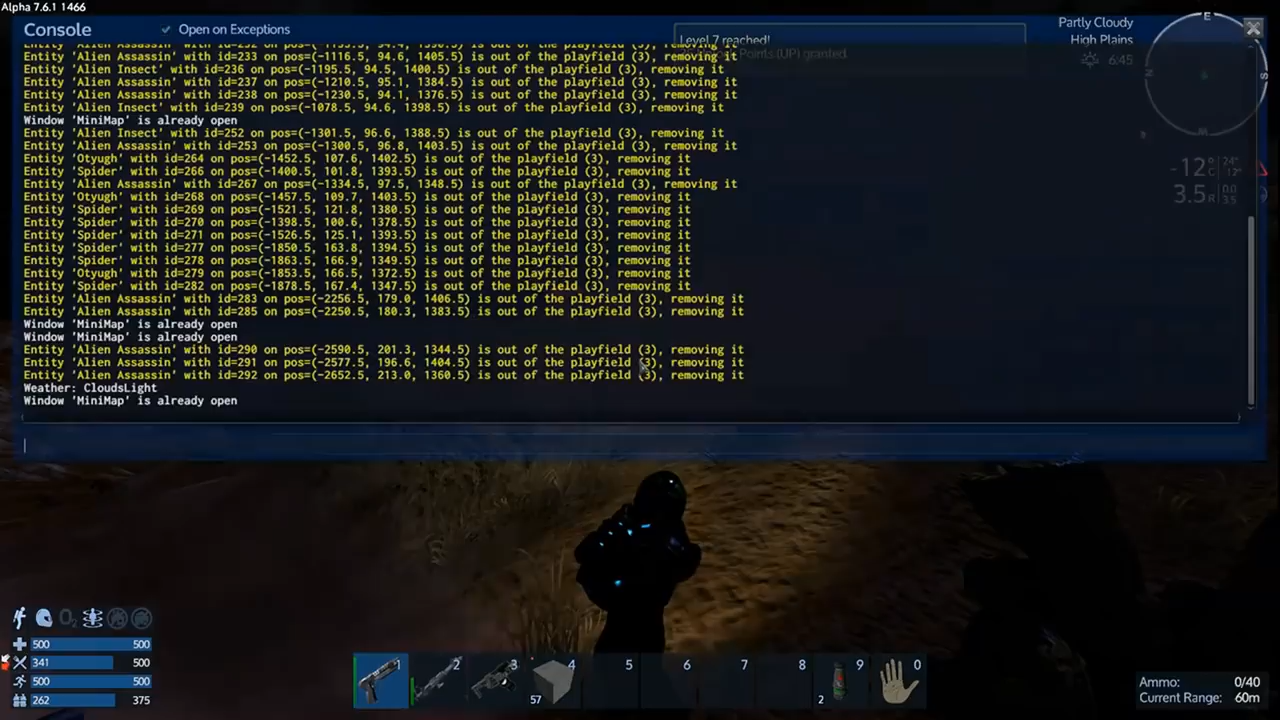 Alpha 7.6.1 1466
Console
Open on Exceptions
Level 7 reached!
Points (UP) granted
Partly Cloudy
High Plains
6:45
E
N
S
Entity 'Alien Assassin' with id=233 on pos=(-1116.5, 94.6, 1405.5) is out of the playfield (3), removing it
Entity 'Alien Insect' with id=236 on pos=(-1195.5, 94.5, 1400.5) is out of the playfield (3), removing it
Entity 'Alien Assassin' with id=237 on pos=(-1210.5, 95.1, 1384.5) is out of the playfield (3), removing it
Entity 'Alien Assassin' with id=238 on pos=(-1230.5, 94.1, 1376.5) is out of the playfield (3), removing it
Entity 'Alien Insect' with id=239 on pos=(-1078.5, 94.6, 1398.5) is out of the playfield (3), removing it
Window 'MiniMap' is already open
Entity 'Alien Insect' with id=252 on pos=(-1301.5, 96.6, 1388.5) is out of the playfield (3), removing it
Entity 'Alien Assassin' with id=253 on pos=(-1300.5, 96.8, 1389.5) is out of the playfield (3), removing it
Entity 'Otyugh' with id=264 on pos=(-1452.5, 107.6, 1402.5) is out of the playfield (3), removing it
Entity 'Spider' with id=266 on pos=(-1400.5, 101.8, 1393.5) is out of the playfield (3), removing it
Entity 'Alien Assassin' with id=267 on pos=(-1334.5, 97.5, 1348.5) is out of the playfield (3), removing it
Entity 'Otyugh' with id=268 on pos=(-1457.5, 109.7, 1403.5) is out of the playfield (3), removing it
Entity 'Spider' with id=269 on pos=(-1521.5, 121.8, 1380.5) is out of the playfield (3), removing it
Entity 'Spider' with id=270 on pos=(-1398.5, 100.6, 1378.5) is out of the playfield (3), removing it
Entity 'Spider' with id=271 on pos=(-1526.5, 125.1, 1393.5) is out of the playfield (3), removing it
Entity 'Spider' with id=277 on pos=(-1850.5, 163.8, 1394.5) is out of the playfield (3), removing it
Entity 'Spider' with id=278 on pos=(-1863.5, 166.9, 1349.5) is out of the playfield (3), removing it
Entity 'Otyugh' with id=279 on pos=(-1853.5, 166.5, 1372.5) is out of the playfield (3), removing it
Entity 'Spider' with id=282 on pos=(-1878.5, 167.4, 1347.5) is out of the playfield (3), removing it
Entity 'Alien Assassin' with id=283 on pos=(-2256.5, 179.0, 1406.5) is out of the playfield (3), removing it
Entity 'Alien Assassin' with id=285 on pos=(-2250.5, 180.3, 1383.5) is out of the playfield (3), removing it
Window 'MiniMap' is already open
Window 'MiniMap' is already open
Entity 'Alien Assassin' with id=290 on pos=(-2590.5, 201.3, 1344.5) is out of the playfield (3), removing it
Entity 'Alien Assassin' with id=291 on pos=(-2577.5, 196.6, 1404.5) is out of the playfield (3), removing it
Entity 'Alien Assassin' with id=292 on pos=(-2652.5, 213.0, 1360.5) is out of the playfield (3), removing it
Weather: CloudsLight
Window 'MiniMap' is already open
-12 °C 24° 12°
3.5 R 0.0 3.5
O2
500 500
341 500
500 500
262 375
1 2 3 4 5 6 7 8 9 0
57 2
Ammo: 0/40
Current Range: 60m